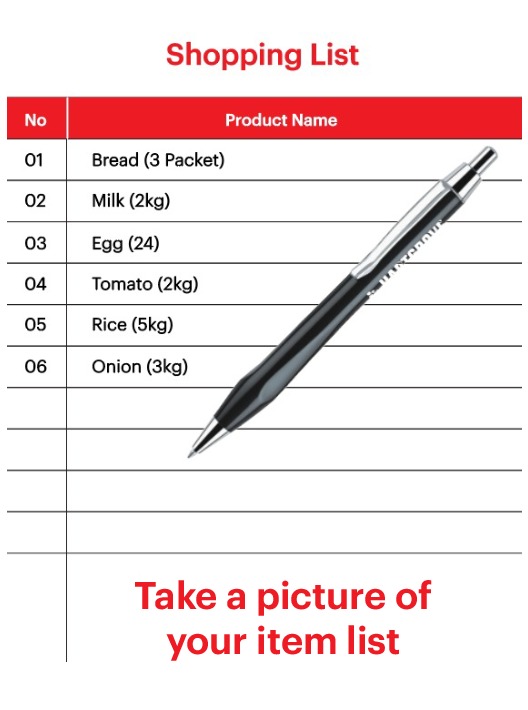 Shopping List
No Product Name
01 Bread (3 Packet)
02 Milk (2kg)
03 Egg (24)
04 Tomato (2kg)
05 Rice (5kg)
06 Onion (3kg)
Take a picture of
your item list